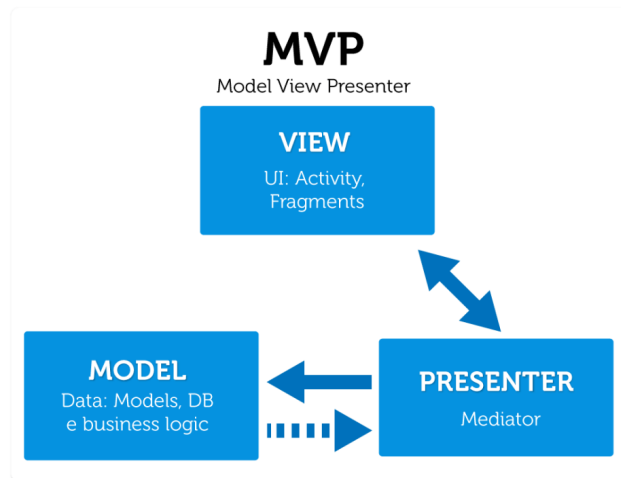 MVP
Model View Presenter
VIEW
UI: Activity,
Fragments
MODEL
Data: Models, DB
e business logic
PRESENTER
Mediator